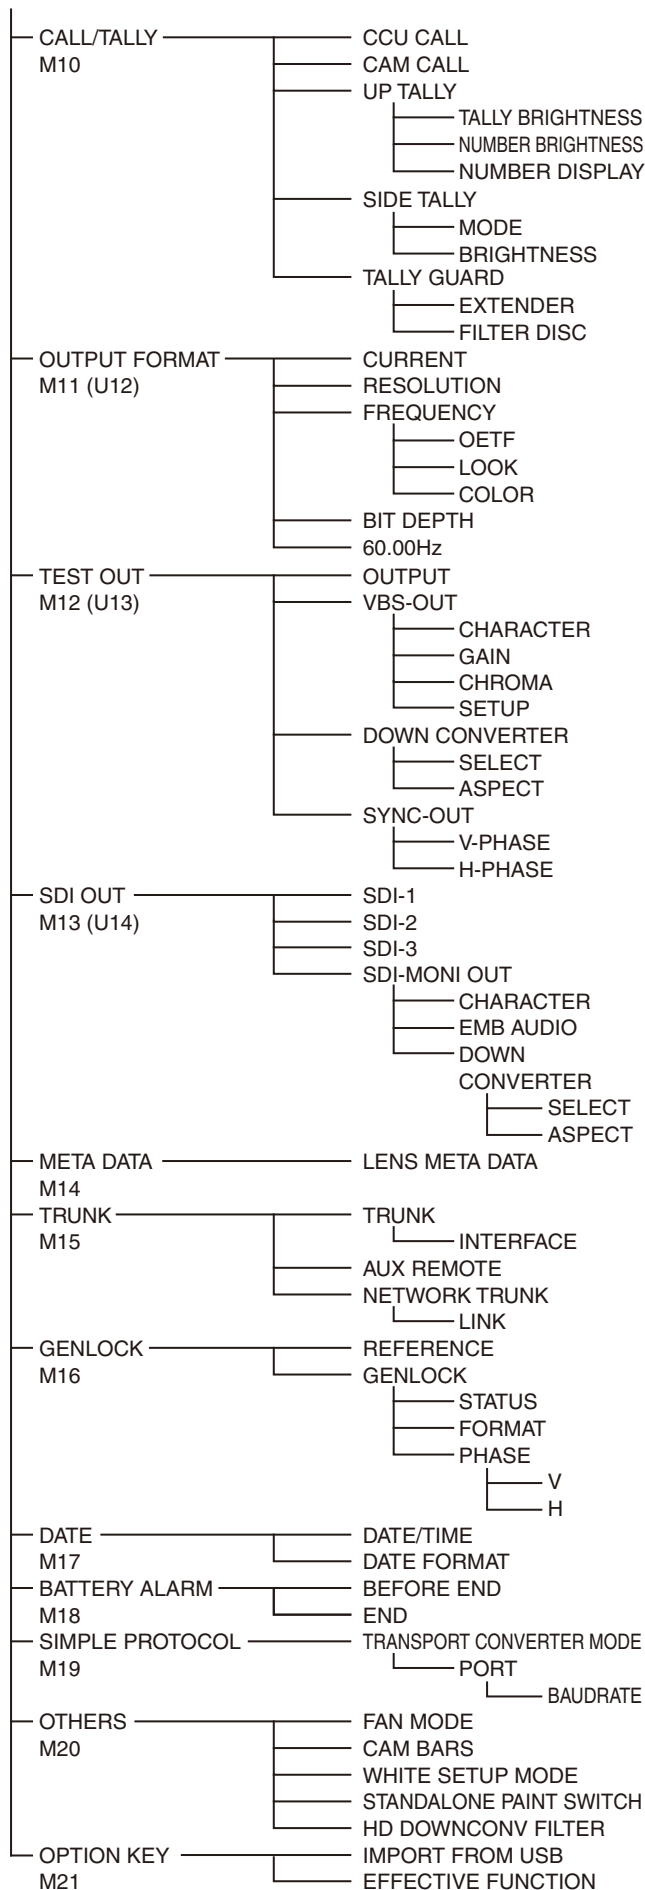 CALL/TALLY
M10
CCU CALL
CAM CALL
UP TALLY
TALLY BRIGHTNESS
NUMBER BRIGHTNESS
NUMBER DISPLAY
SIDE TALLY
MODE
BRIGHTNESS
TALLY GUARD
EXTENDER
FILTER DISC
OUTPUT FORMAT
M11 (U12)
CURRENT
RESOLUTION
FREQUENCY
OETF
LOOK
COLOR
BIT DEPTH
60.00Hz
TEST OUT
M12 (U13)
OUTPUT
VBS-OUT
CHARACTER
GAIN
CHROMA
SETUP
DOWN CONVERTER
SELECT
ASPECT
SYNC-OUT
V-PHASE
H-PHASE
SDI OUT
M13 (U14)
SDI-1
SDI-2
SDI-3
SDI-MONI OUT
CHARACTER
EMB AUDIO
DOWN
CONVERTER
SELECT
ASPECT
META DATA
M14
LENS META DATA
TRUNK
M15
TRUNK
INTERFACE
AUX REMOTE
NETWORK TRUNK
LINK
GENLOCK
M16
REFERENCE
GENLOCK
STATUS
FORMAT
PHASE
V
H
DATE
M17
DATE/TIME
DATE FORMAT
BATTERY ALARM
M18
BEFORE END
END
SIMPLE PROTOCOL
M19
TRANSPORT CONVERTER MODE
PORT
BAUDRATE
OTHERS
M20
FAN MODE
CAM BARS
WHITE SETUP MODE
STANDALONE PAINT SWITCH
HD DOWNCONV FILTER
OPTION KEY
M21
IMPORT FROM USB
EFFECTIVE FUNCTION